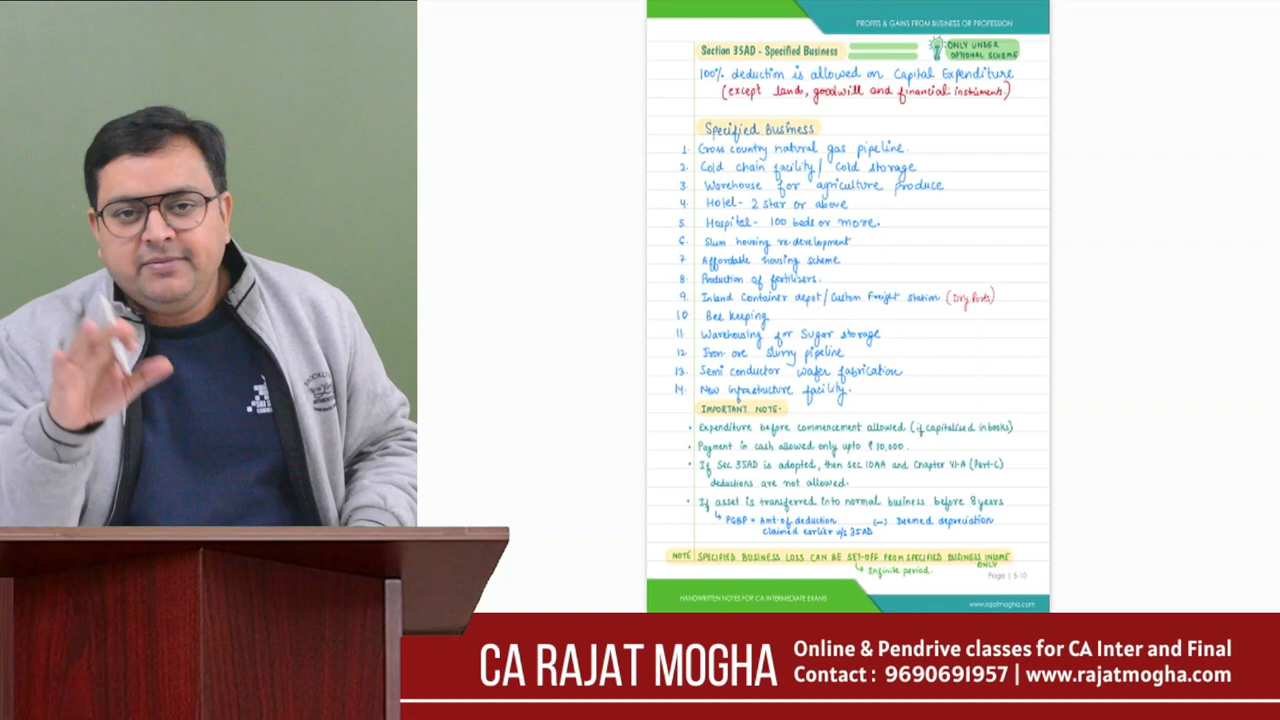 PROFITS & GAINS FROM BUSINESS OR PROFESSION
Section 35AD - Specified Business
ONLY UNDER
OPTIONAL SCHEME
100% deduction is allowed on Capital Expenditure
(except land, goodwill and financial instruments.)
Specified Business
1. Cross country natural gas pipeline.
2. Cold chain facility / Cold storage
3. Warehouse for agriculture produce
4. Hotel - 2 star or above
5. Hospital - 100 beds or more.
6. Slum housing re-development
7. Affordable housing scheme
8. Production of fertilizers.
9. Inland Container depot / Custom Freight Station (Dry Ports)
10. Bee keeping
11. Warehousing for Sugar storage
12. Iron ore slurry pipeline
13. Semi conductor wafer fabrication
14. New infrastructure facility.
IMPORTANT NOTE.
• Expenditure before commencement allowed (if capitalised in books)
• Payment in cash allowed only upto ₹10,000.
• If Sec 35AD is adopted, then sec 10AA and Chapter VI-A (Part-C)
deductions are not allowed.
• If asset is transferred into normal business before 8 years
↳ PGBP = Amt of deduction (-) Deemed depreciation
claimed earlier u/s 35AD
NOTE SPECIFIED BUSINESS LOSS CAN BE SET-OFF FROM SPECIFIED BUSINESS INCOME
ONLY
↳ Infinite period.
Page | 5-10
HANDWRITTEN NOTES FOR CA INTERMEDIATE EXAMS
www.rajatmogha.com
CA RAJAT MOGHA
Online & Pendrive classes for CA Inter and Final
Contact : 9690691957 | www.rajatmogha.com